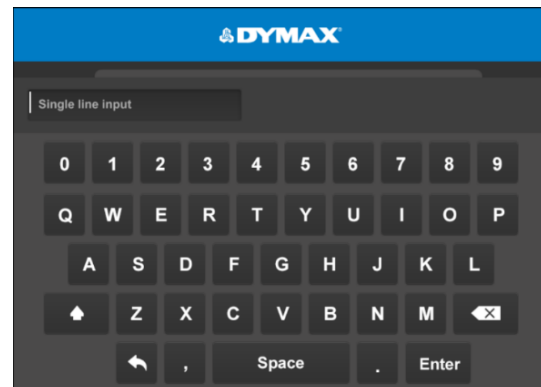 DYMAX
Single line input
0 1 2 3 4 5 6 7 8 9
Q W E R T Y U I O P
A S D F G H J K L
Z X C V B N M
, Space . Enter